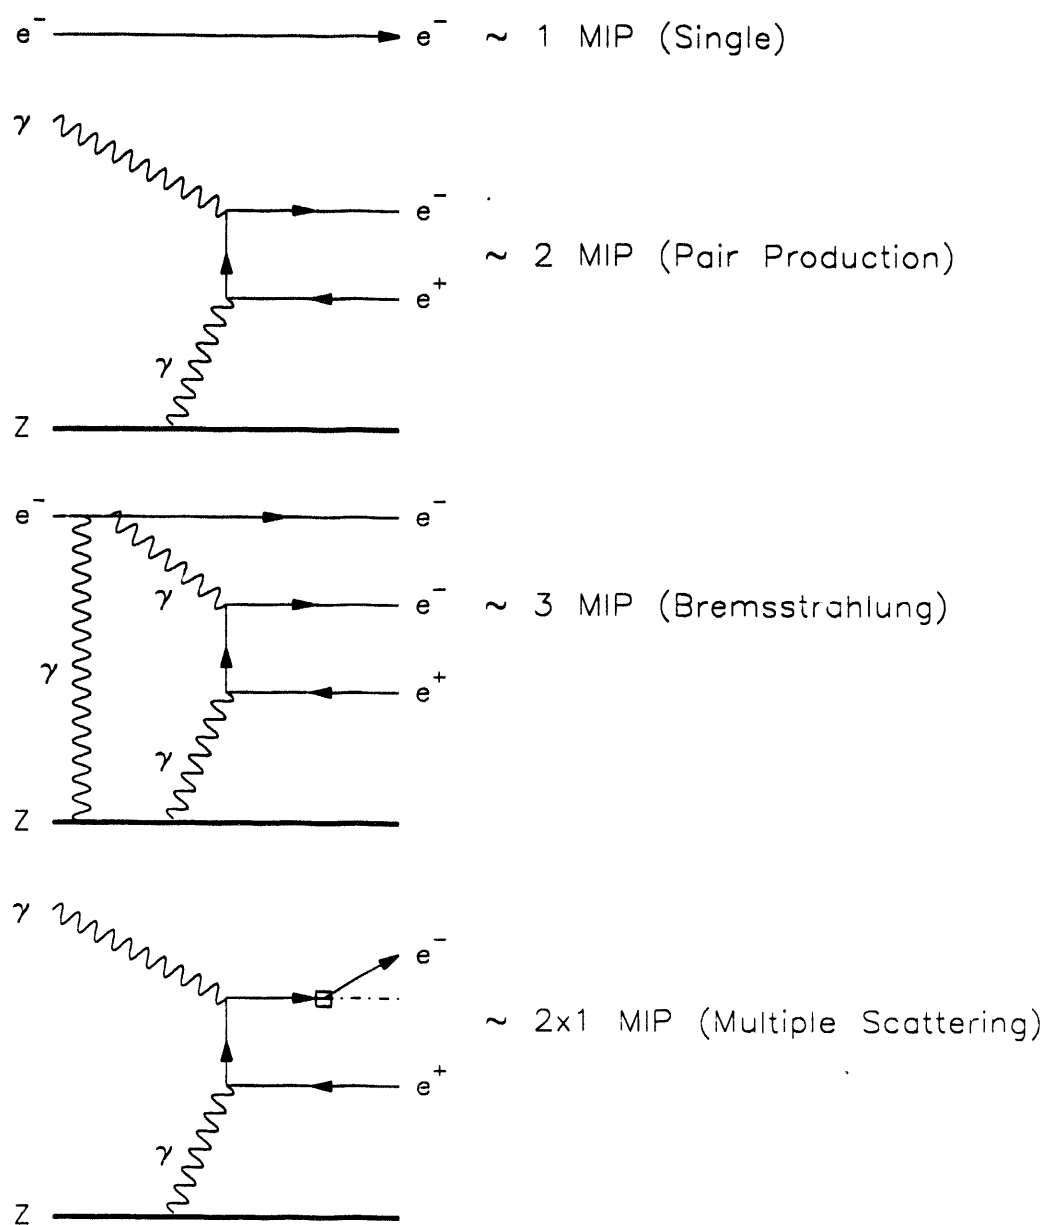 e⁻ e⁻ ~ 1 MIP (Single)
γ
e⁻
~ 2 MIP (Pair Production)
e⁺
γ
Z
e⁻ e⁻
γ e⁻ ~ 3 MIP (Bremsstrahlung)
γ
e⁺
γ
Z
γ
e⁻
~ 2x1 MIP (Multiple Scattering)
e⁺
γ
Z